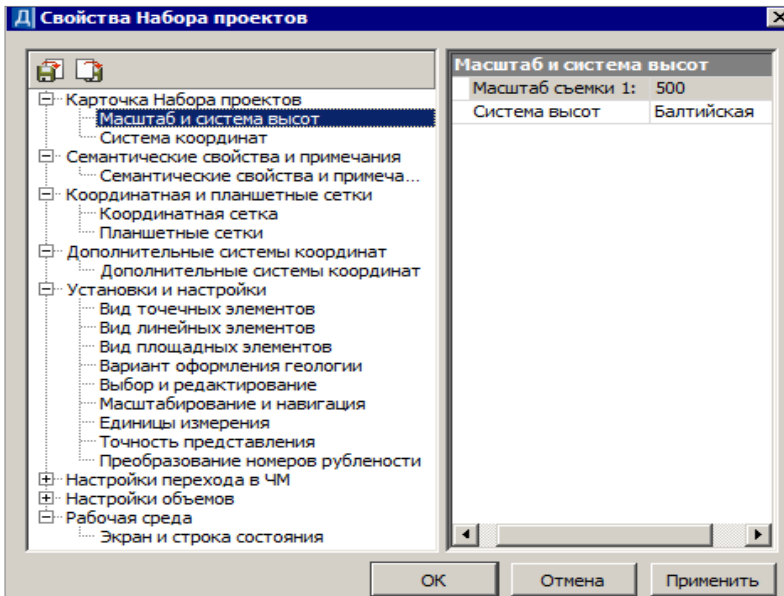 Д Свойства Набора проектов
Карточка Набора проектов
Масштаб и система высот
Система координат
Семантические свойства и примечания
Семантические свойства и примеча...
Координатная и планшетные сетки
Координатная сетка
Планшетные сетки
Дополнительные системы координат
Дополнительные системы координат
Установки и настройки
Вид точечных элементов
Вид линейных элементов
Вид площадных элементов
Вариант оформления геологии
Выбор и редактирование
Масштабирование и навигация
Единицы измерения
Точность представления
Преобразование номеров рублености
Настройки перехода в ЧМ
Настройки объемов
Рабочая среда
Экран и строка состояния
Масштаб и система высот
Масштаб съемки 1: 500
Система высот Балтийская
ОК Отмена Применить